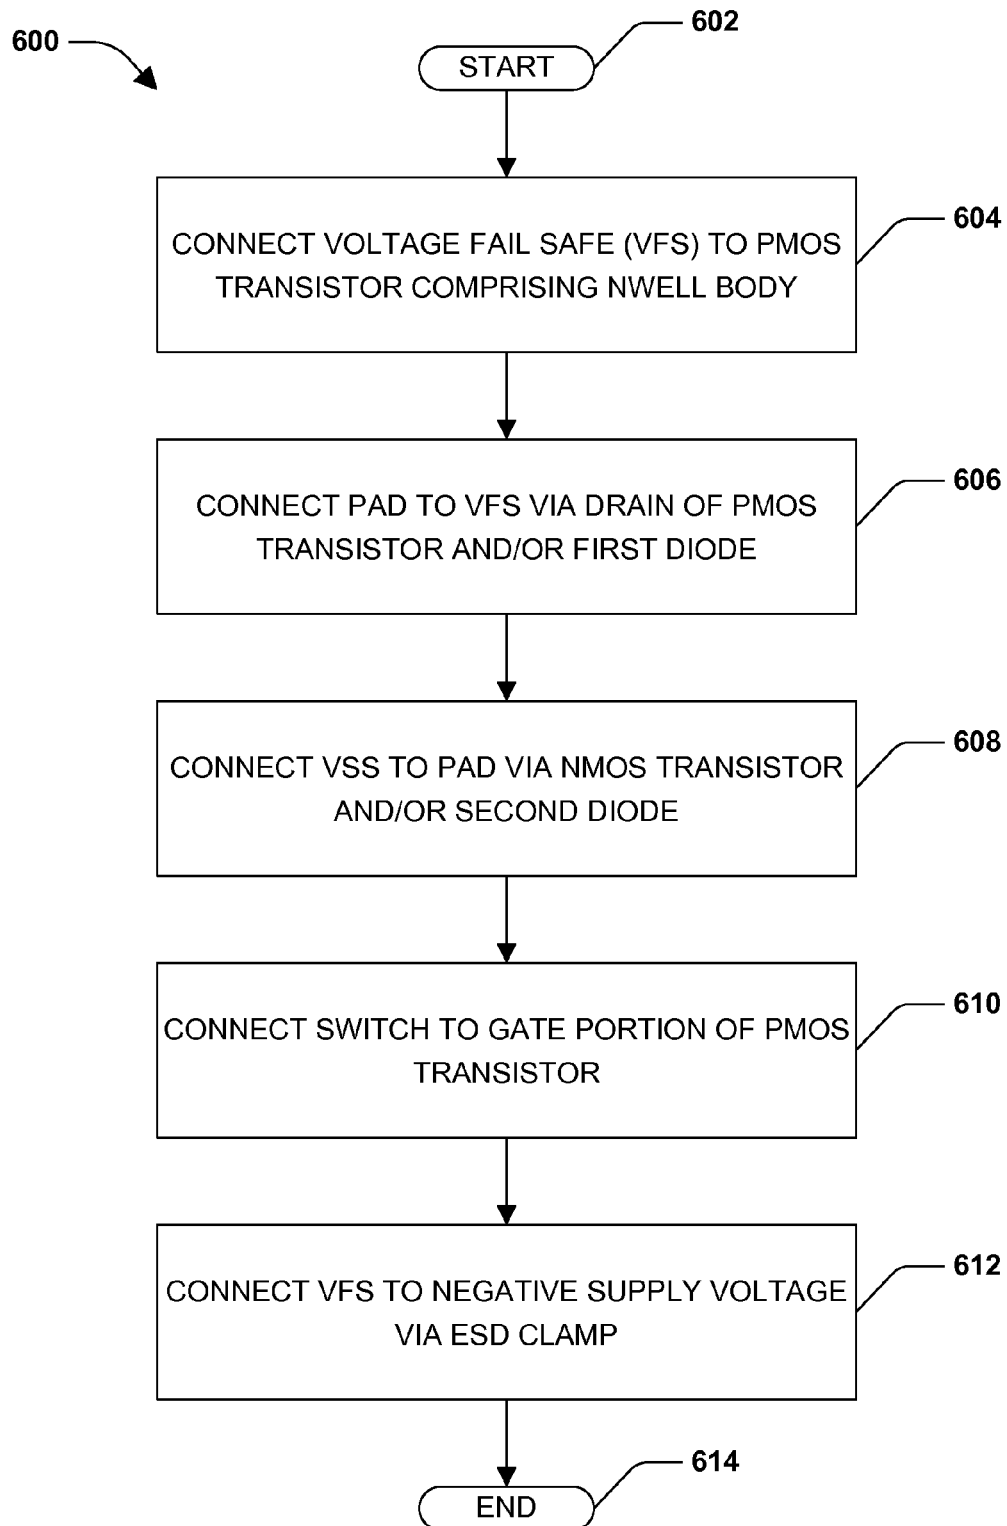 602
600
START
604
CONNECT VOLTAGE FAIL SAFE (VFS) TO PMOS
TRANSISTOR COMPRISING NWELL BODY
606
CONNECT PAD TO VFS VIA DRAIN OF PMOS
TRANSISTOR AND/OR FIRST DIODE
608
CONNECT VSS TO PAD VIA NMOS TRANSISTOR
AND/OR SECOND DIODE
610
CONNECT SWITCH TO GATE PORTION OF PMOS
TRANSISTOR
612
CONNECT VFS TO NEGATIVE SUPPLY VOLTAGE
VIA ESD CLAMP
614
END